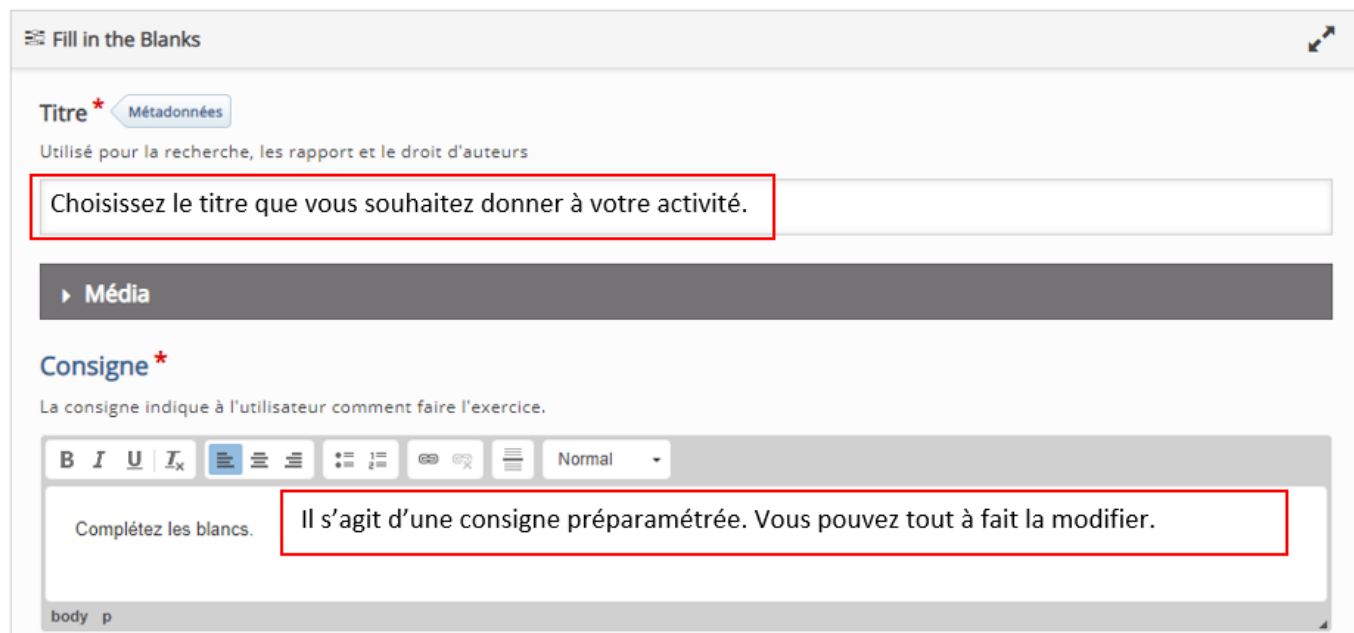 Fill in the Blanks
Titre * Métadonnées
Utilisé pour la recherche, les rapport et le droit d'auteurs
Choisissez le titre que vous souhaitez donner à votre activité.
Média
Consigne *
La consigne indique à l'utilisateur comment faire l'exercice.
B I U Tx Normal
Complétez les blancs. Il s’agit d’une consigne préparamétrée. Vous pouvez tout à fait la modifier.
body p